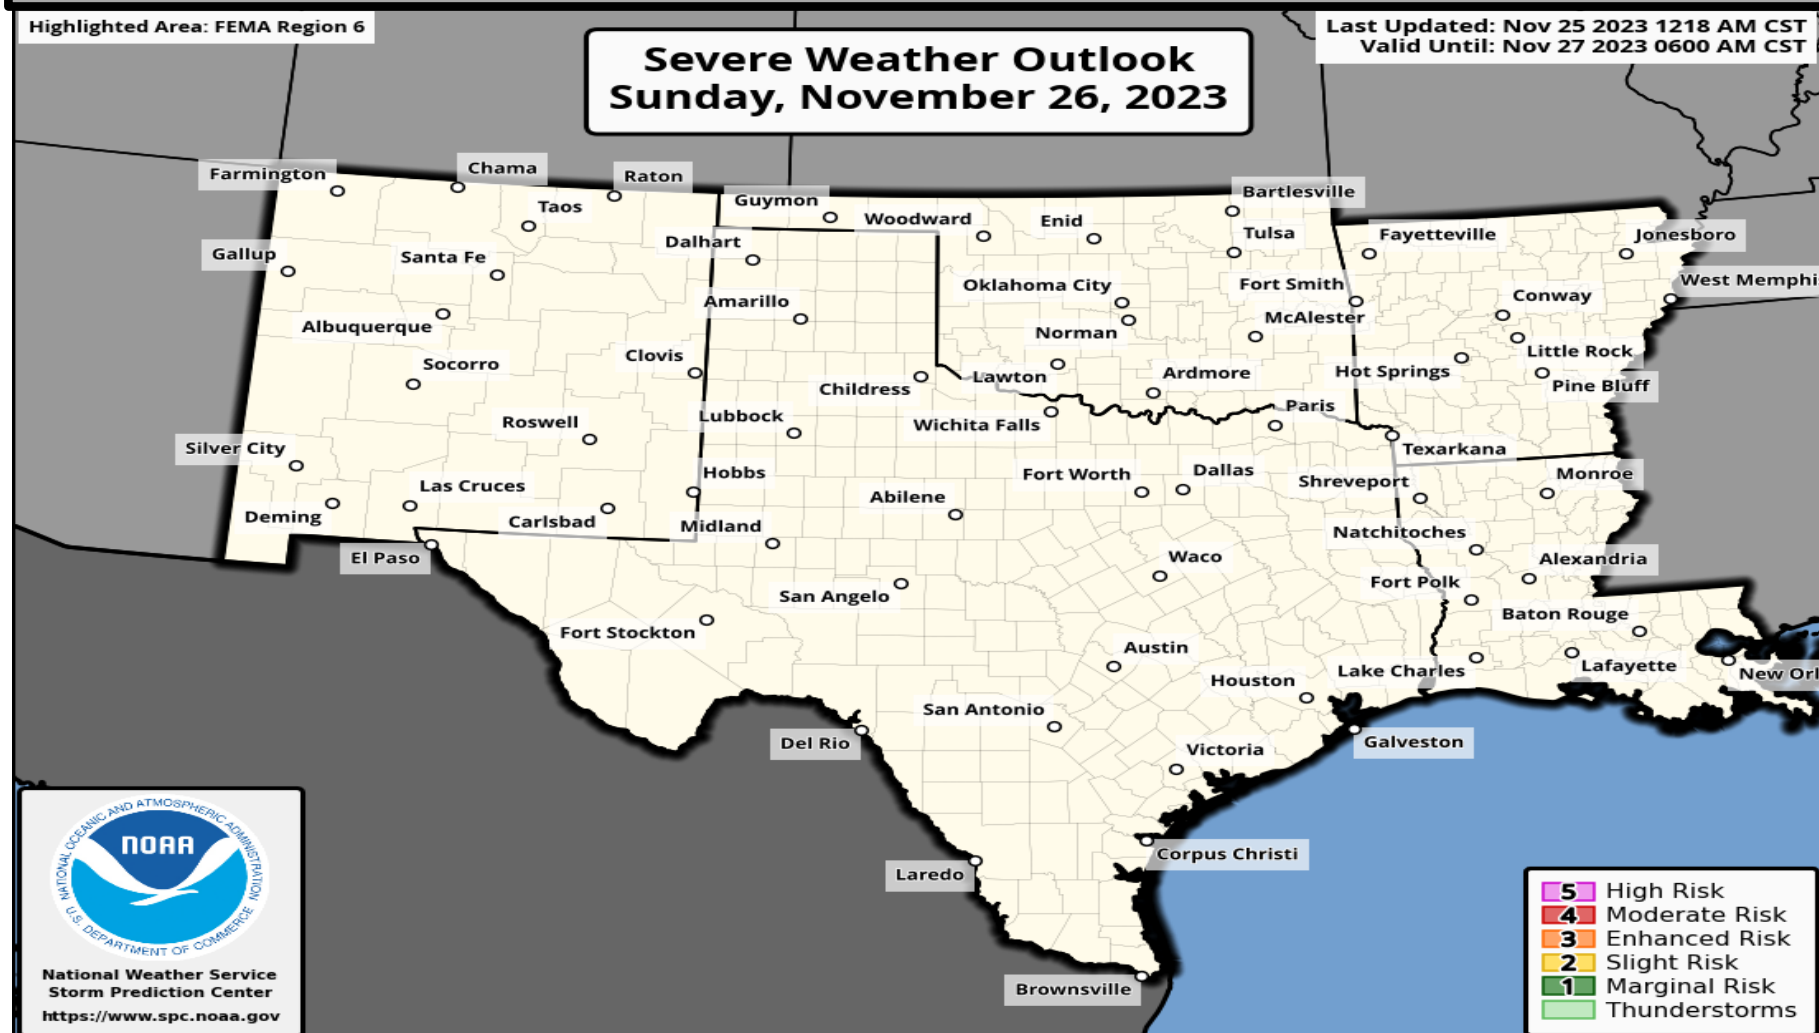 Highlighted Area: FEMA Region 6
Severe Weather Outlook
Sunday, November 26, 2023
Last Updated: Nov 25 2023 1218 AM CST
Valid Until: Nov 27 2023 0600 AM CST
Farmington
Chama
Raton
Taos
Guymon
Woodward
Enid
Bartlesville
Gallup
Santa Fe
Dalhart
Tulsa
Fayetteville
Jonesboro
Albuquerque
Amarillo
Oklahoma City
Fort Smith
Conway
West Memphi
Socorro
Clovis
Childress
Norman
McAlester
Little Rock
Lawton
Ardmore
Hot Springs
Pine Bluff
Roswell
Lubbock
Wichita Falls
Paris
Texarkana
Silver City
Las Cruces
Hobbs
Abilene
Fort Worth
Dallas
Shreveport
Monroe
Deming
Carlsbad
Midland
Natchitoches
El Paso
San Angelo
Waco
Fort Polk
Alexandria
Fort Stockton
Austin
Baton Rouge
Houston
Lake Charles
Lafayette
New Orl
Del Rio
San Antonio
Victoria
Galveston
Laredo
Corpus Christi
Brownsville
NATIONAL OCEANIC AND ATMOSPHERIC ADMINISTRATION
NOAA
U.S. DEPARTMENT OF COMMERCE
National Weather Service
Storm Prediction Center
https://www.spc.noaa.gov
5 High Risk
4 Moderate Risk
3 Enhanced Risk
2 Slight Risk
1 Marginal Risk
Thunderstorms